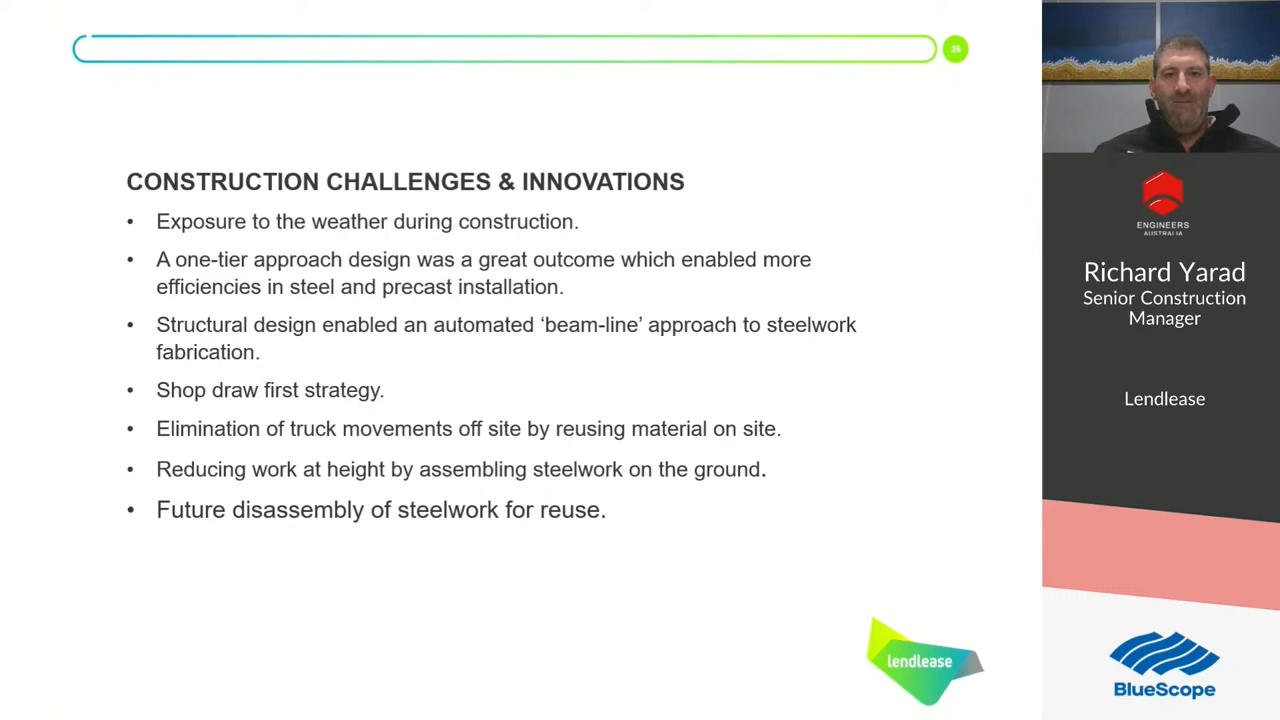 26
CONSTRUCTION CHALLENGES & INNOVATIONS
• Exposure to the weather during construction.
• A one-tier approach design was a great outcome which enabled more
efficiencies in steel and precast installation.
• Structural design enabled an automated ‘beam-line’ approach to steelwork
fabrication.
• Shop draw first strategy.
• Elimination of truck movements off site by reusing material on site.
• Reducing work at height by assembling steelwork on the ground.
• Future disassembly of steelwork for reuse.
lendlease
ENGINEERS
AUSTRALIA
Richard Yarad
Senior Construction
Manager
Lendlease
BlueScope